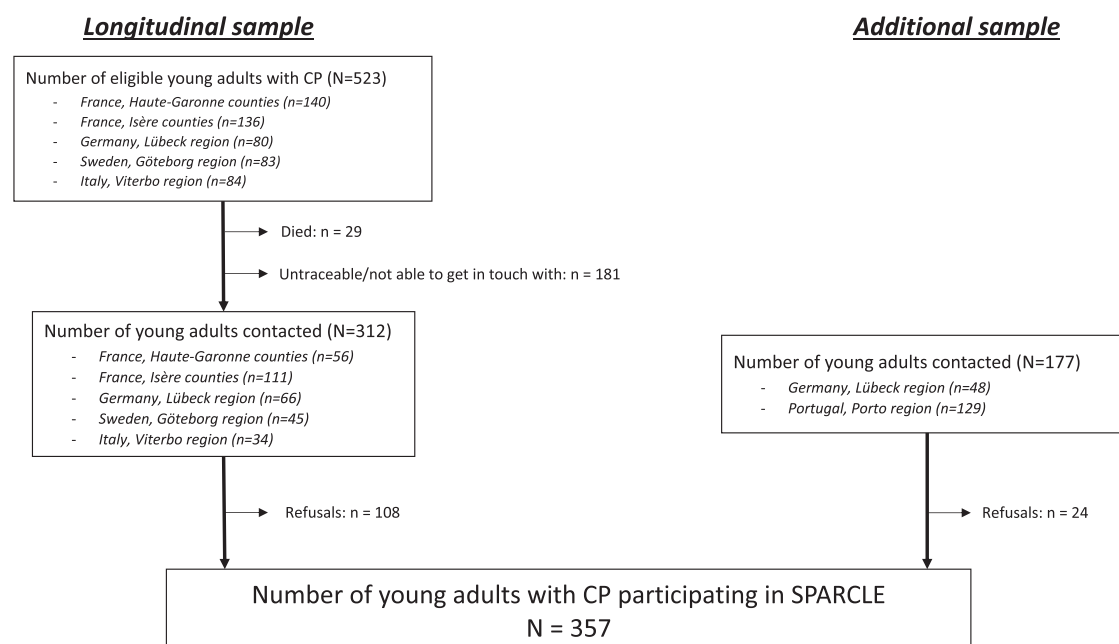 Longitudinal sample
Additional sample
Number of eligible young adults with CP (N=523)
- France, Haute-Garonne counties (n=140)
- France, Isère counties (n=136)
- Germany, Lübeck region (n=80)
- Sweden, Göteborg region (n=83)
- Italy, Viterbo region (n=84)
Died: n = 29
Untraceable/not able to get in touch with: n = 181
Number of young adults contacted (N=312)
- France, Haute-Garonne counties (n=56)
- France, Isère counties (n=111)
- Germany, Lübeck region (n=66)
- Sweden, Göteborg region (n=45)
- Italy, Viterbo region (n=34)
Number of young adults contacted (N=177)
- Germany, Lübeck region (n=48)
- Portugal, Porto region (n=129)
Refusals: n = 108
Refusals: n = 24
Number of young adults with CP participating in SPARCLE
N = 357